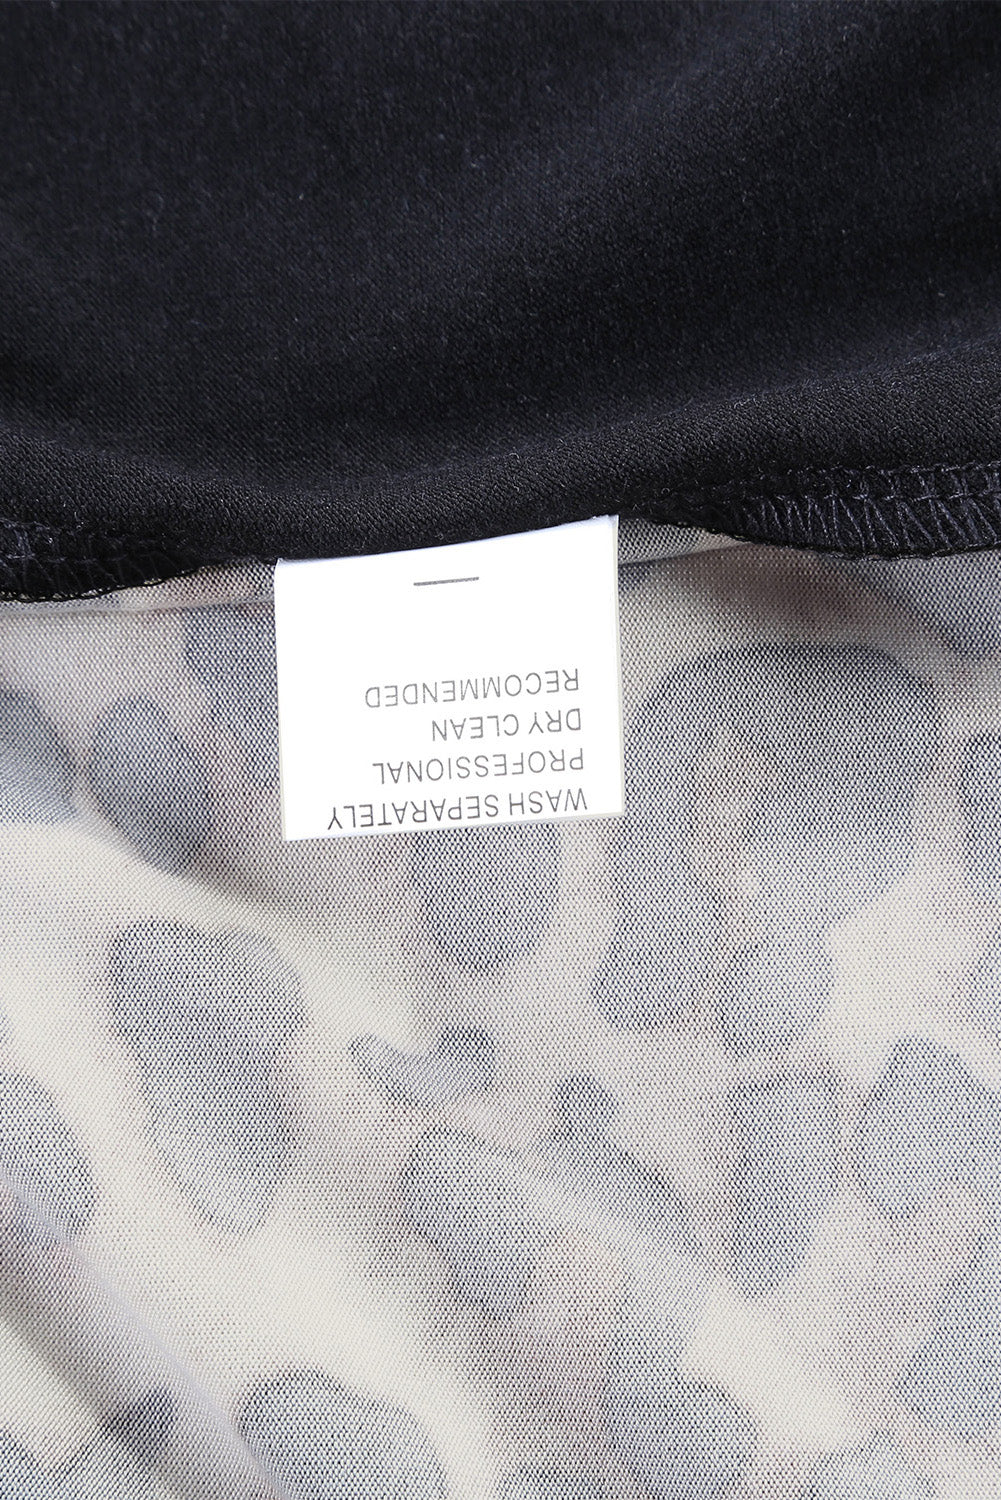 WASH SEPARATELY
PROFESSIONAL
DRY CLEAN
RECOMMENDED